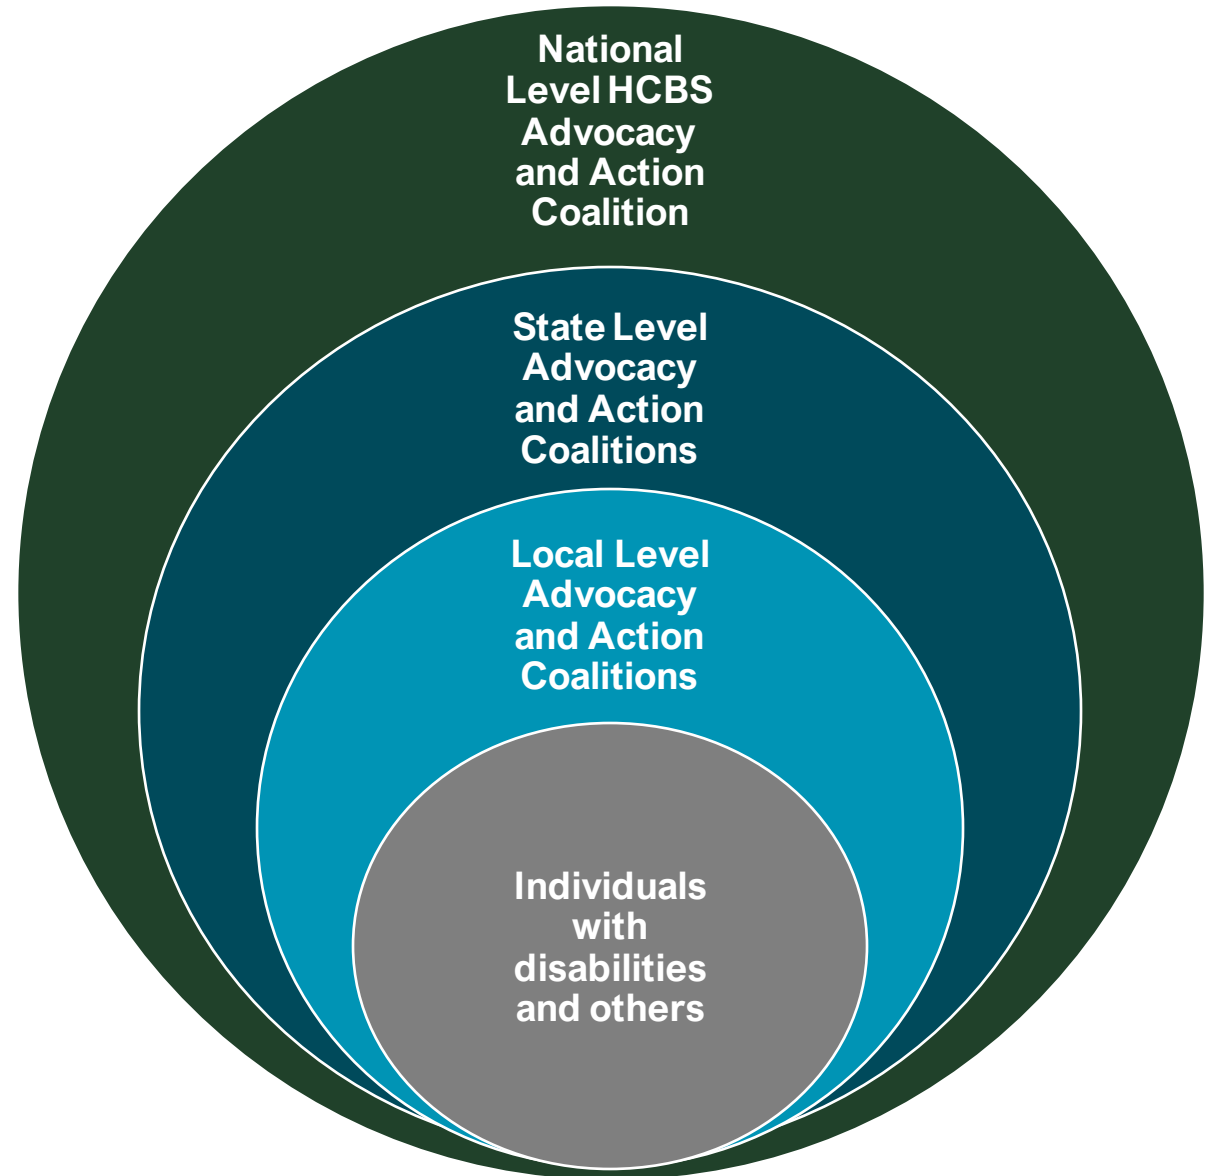 National
Level HCBS
Advocacy
and Action
Coalition
State Level
Advocacy
and Action
Coalitions
Local Level
Advocacy
and Action
Coalitions
Individuals
with
disabilities
and others